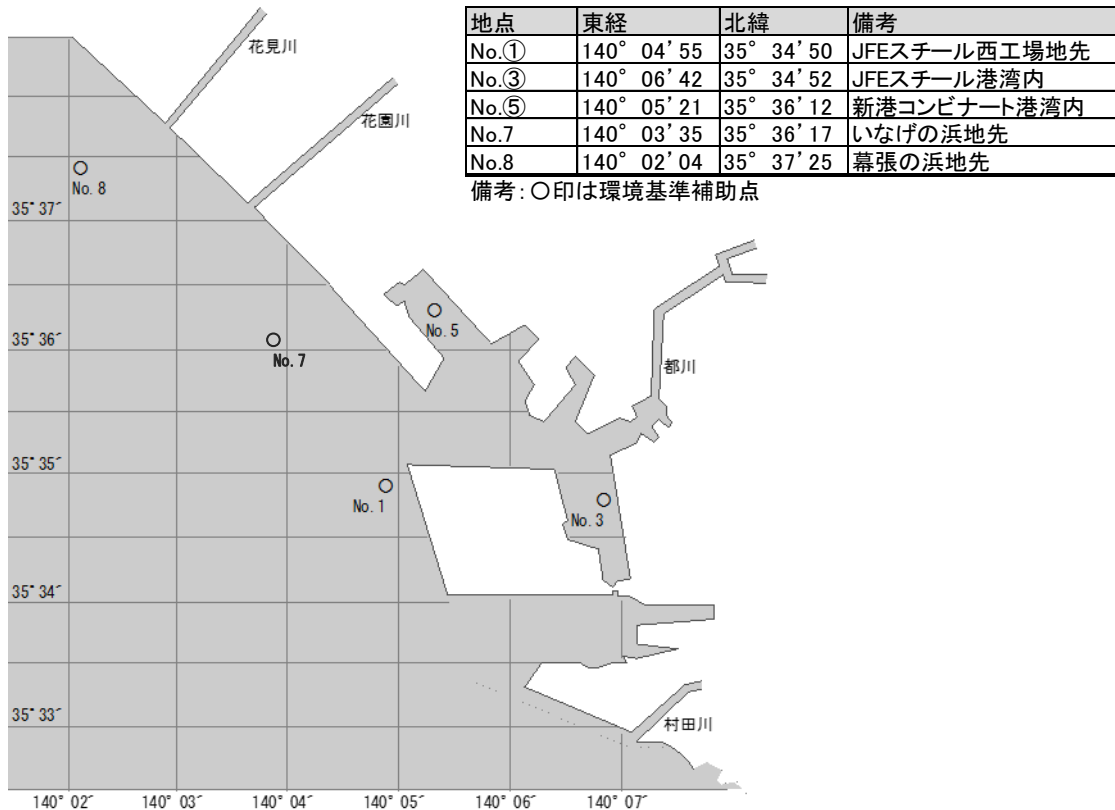 地点 東経 北緯 備考
No.① 140° 04’55 35° 34’50 JFEスチール西工場地先
No.③ 140° 06’42 35° 34’52 JFEスチール港湾内
No.⑤ 140° 05’21 35° 36’12 新港コンビナート港湾内
No.7 140° 03’35 35° 36’17 いなげの浜地先
No.8 140° 02’04 35° 37’25 幕張の浜地先
備考：○印は環境基準補助点
花見川
花園川
No. 8
35°37′
No. 5
35°36′
No. 7
都川
35°35′
No. 1
No. 3
35°34′
35°33′
村田川
140°02′ 140°03′ 140°04′ 140°05′ 140°06′ 140°07′